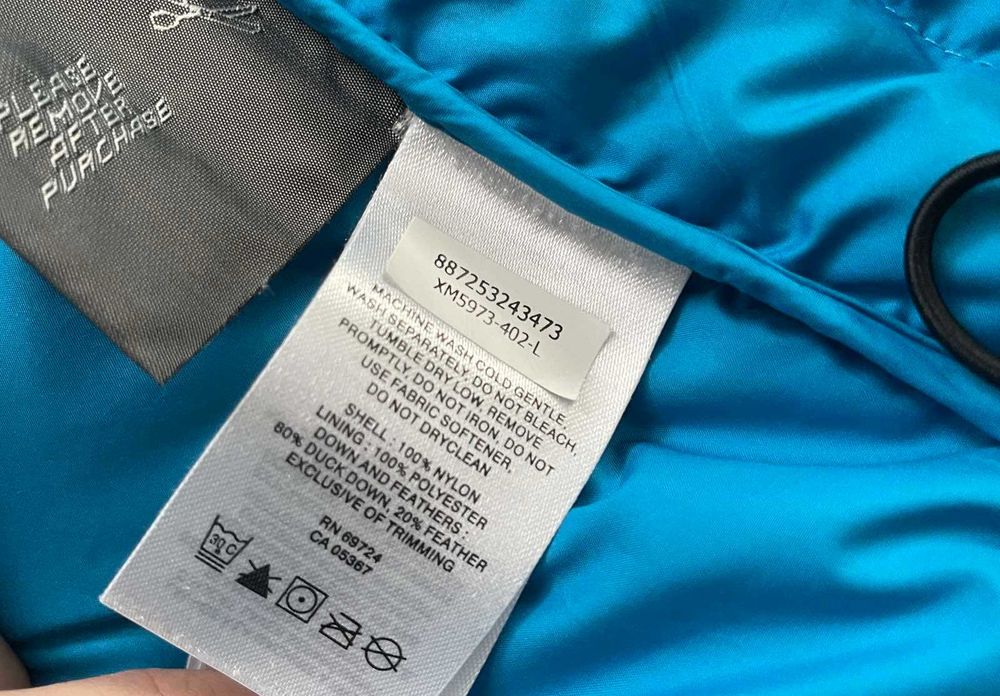 PLEASE
REMOVE
AFTER
PURCHASE
887253243473
XM5973-402-L
MACHINE WASH COLD, GENTLE,
WASH SEPARATELY, DO NOT BLEACH,
TUMBLE DRY LOW, REMOVE
PROMPTLY, DO NOT IRON, DO NOT
USE FABRIC SOFTENER,
DO NOT DRYCLEAN
SHELL : 100% NYLON
LINING : 100% POLYESTER
DOWN AND FEATHERS :
80% DUCK DOWN, 20% FEATHER
EXCLUSIVE OF TRIMMING
RN 69724
CA 05367
30C